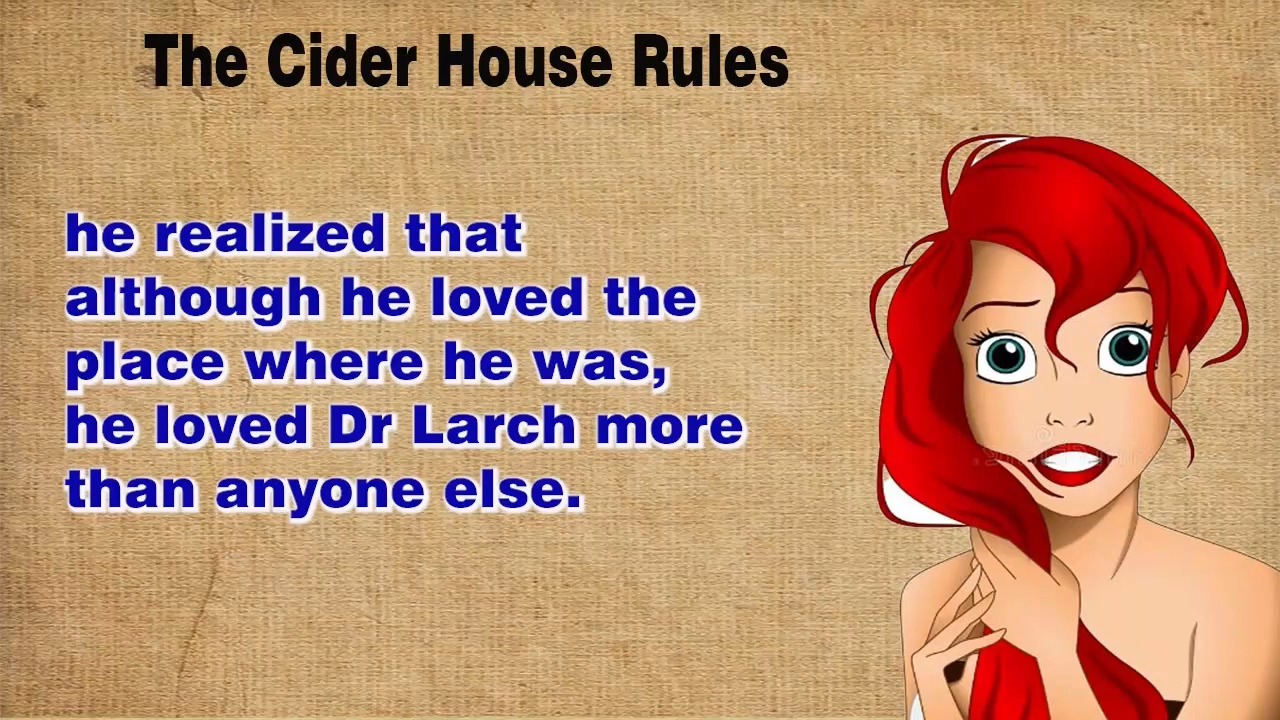 The Cider House Rules
he realized that
although he loved the
place where he was,
he loved Dr Larch more
than anyone else.